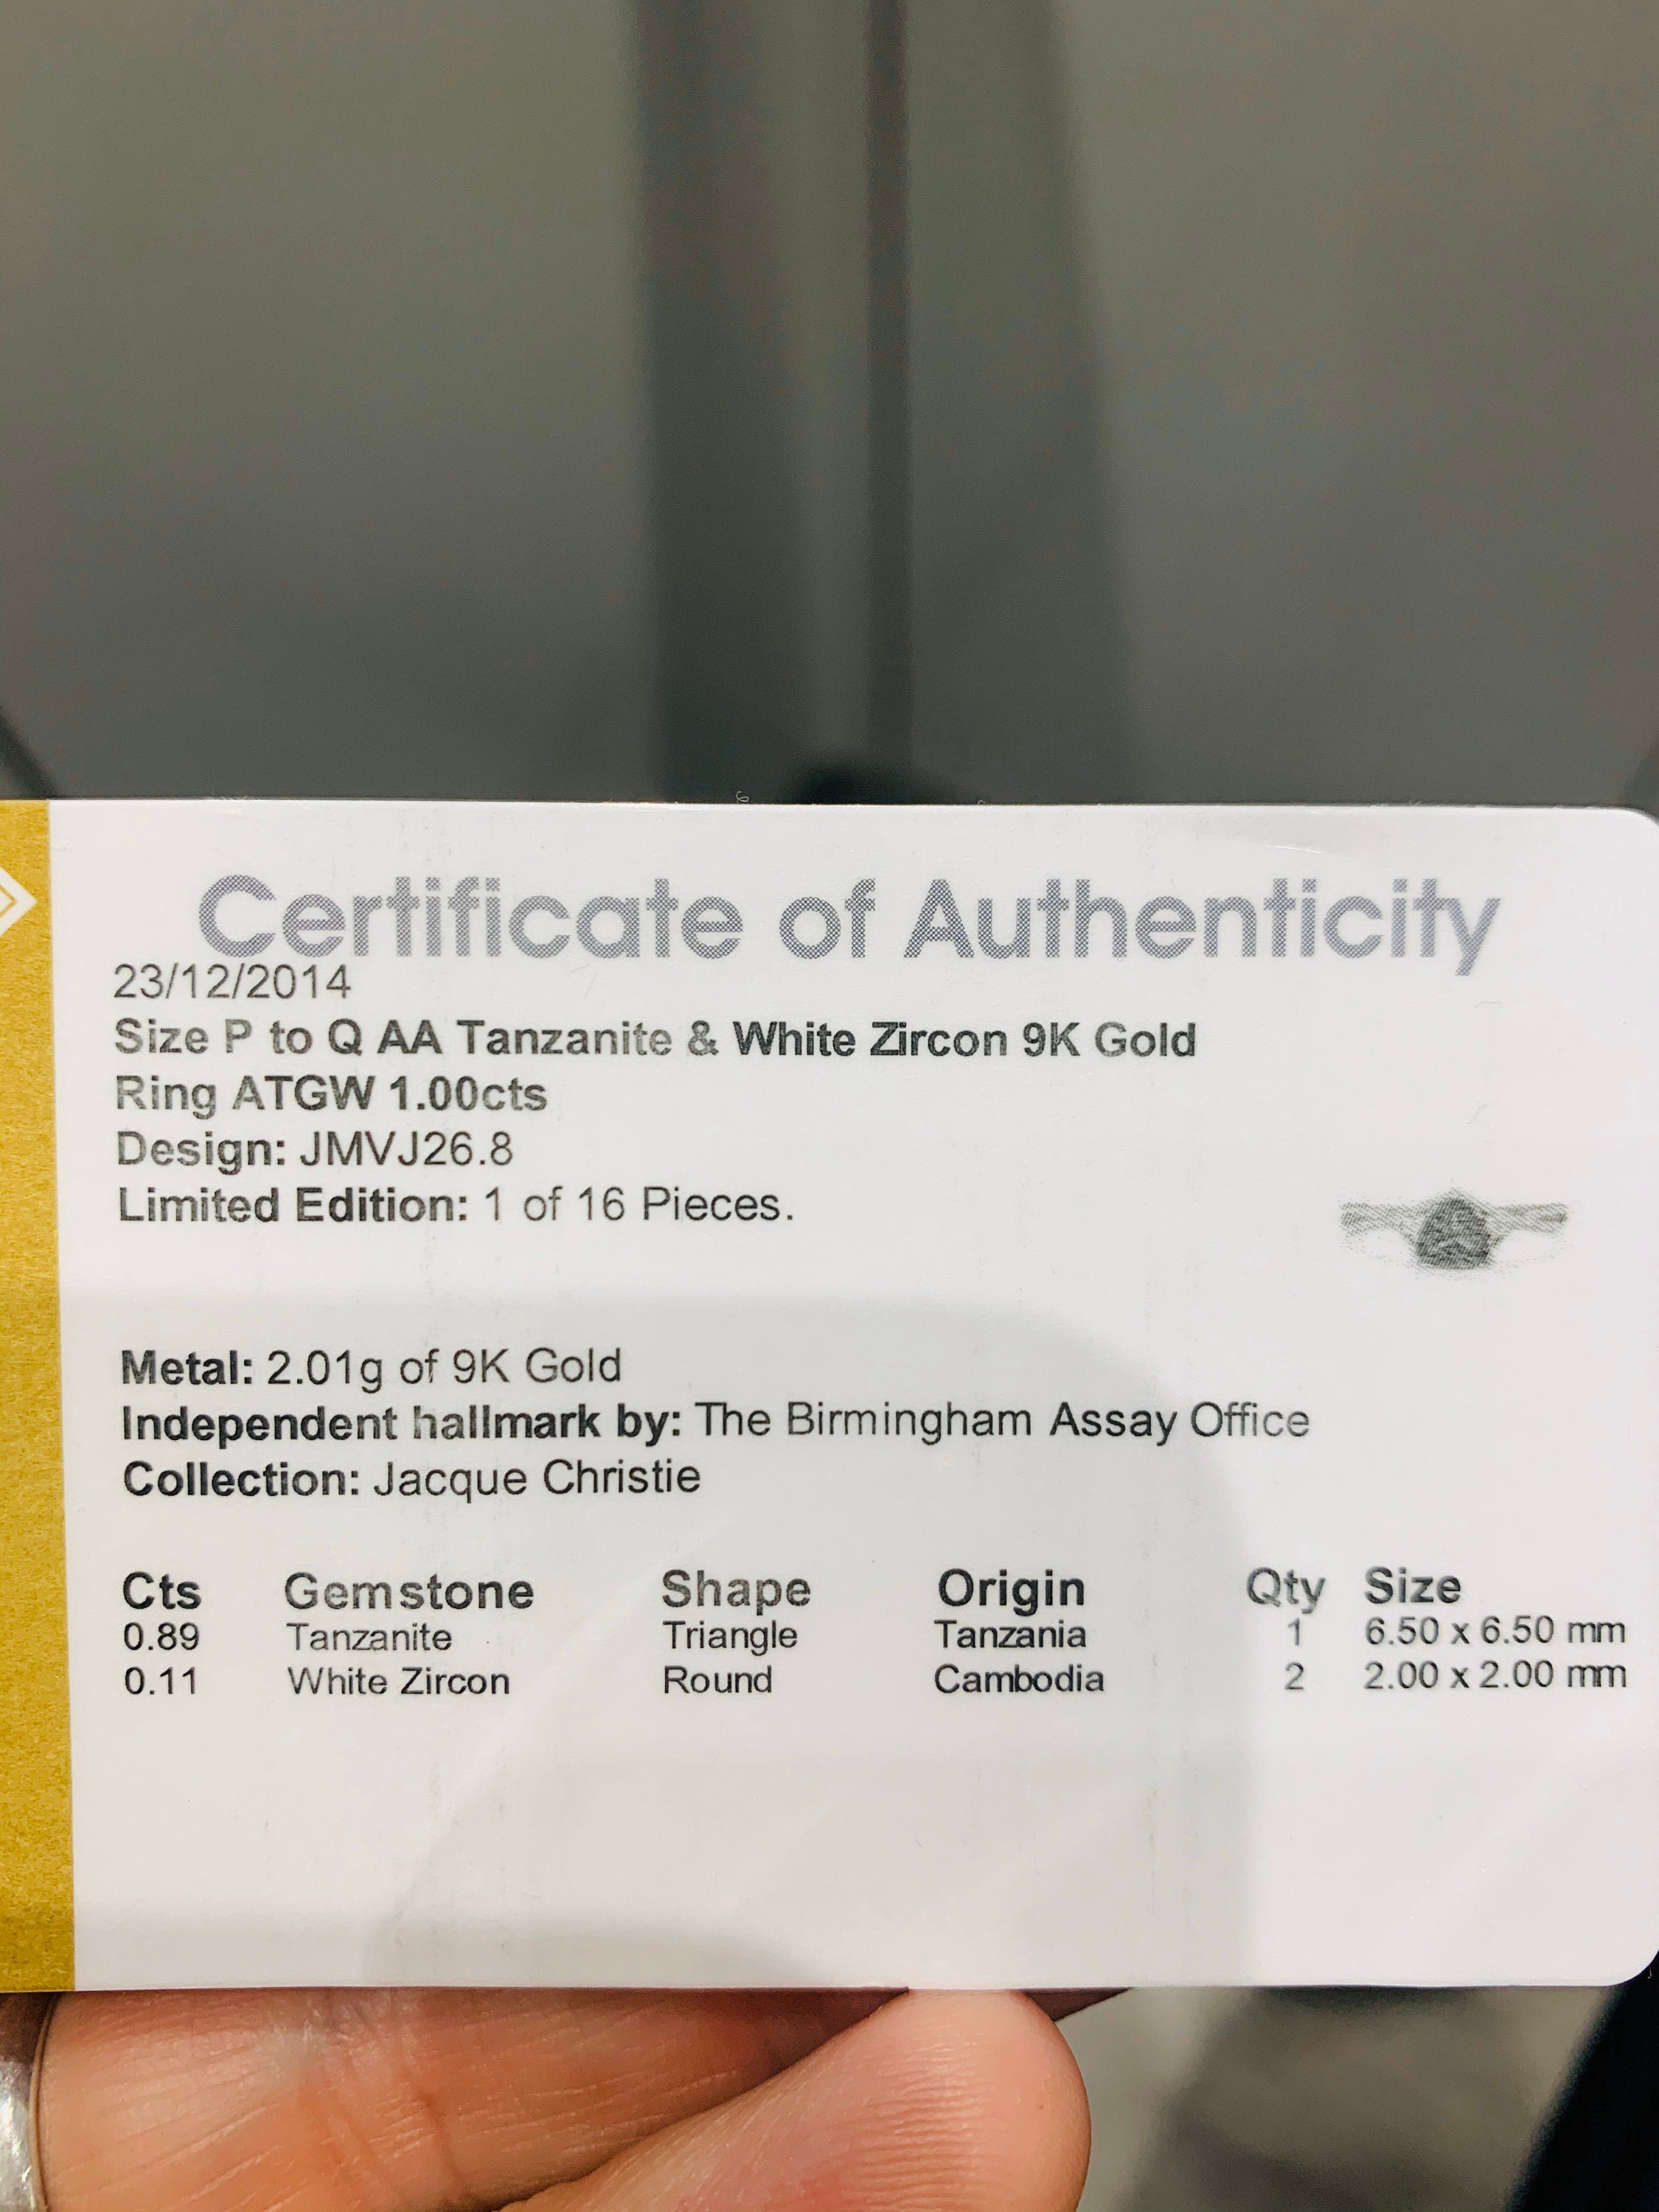 Certificate of Authenticity
23/12/2014
Size P to Q AA Tanzanite & White Zircon 9K Gold
Ring ATGW 1.00cts
Design: JMVJ26.8
Limited Edition: 1 of 16 Pieces.
Metal: 2.01g of 9K Gold
Independent hallmark by: The Birmingham Assay Office
Collection: Jacque Christie
Cts Gemstone Shape Origin Qty Size
0.89 Tanzanite Triangle Tanzania 1 6.50 x 6.50 mm
0.11 White Zircon Round Cambodia 2 2.00 x 2.00 mm